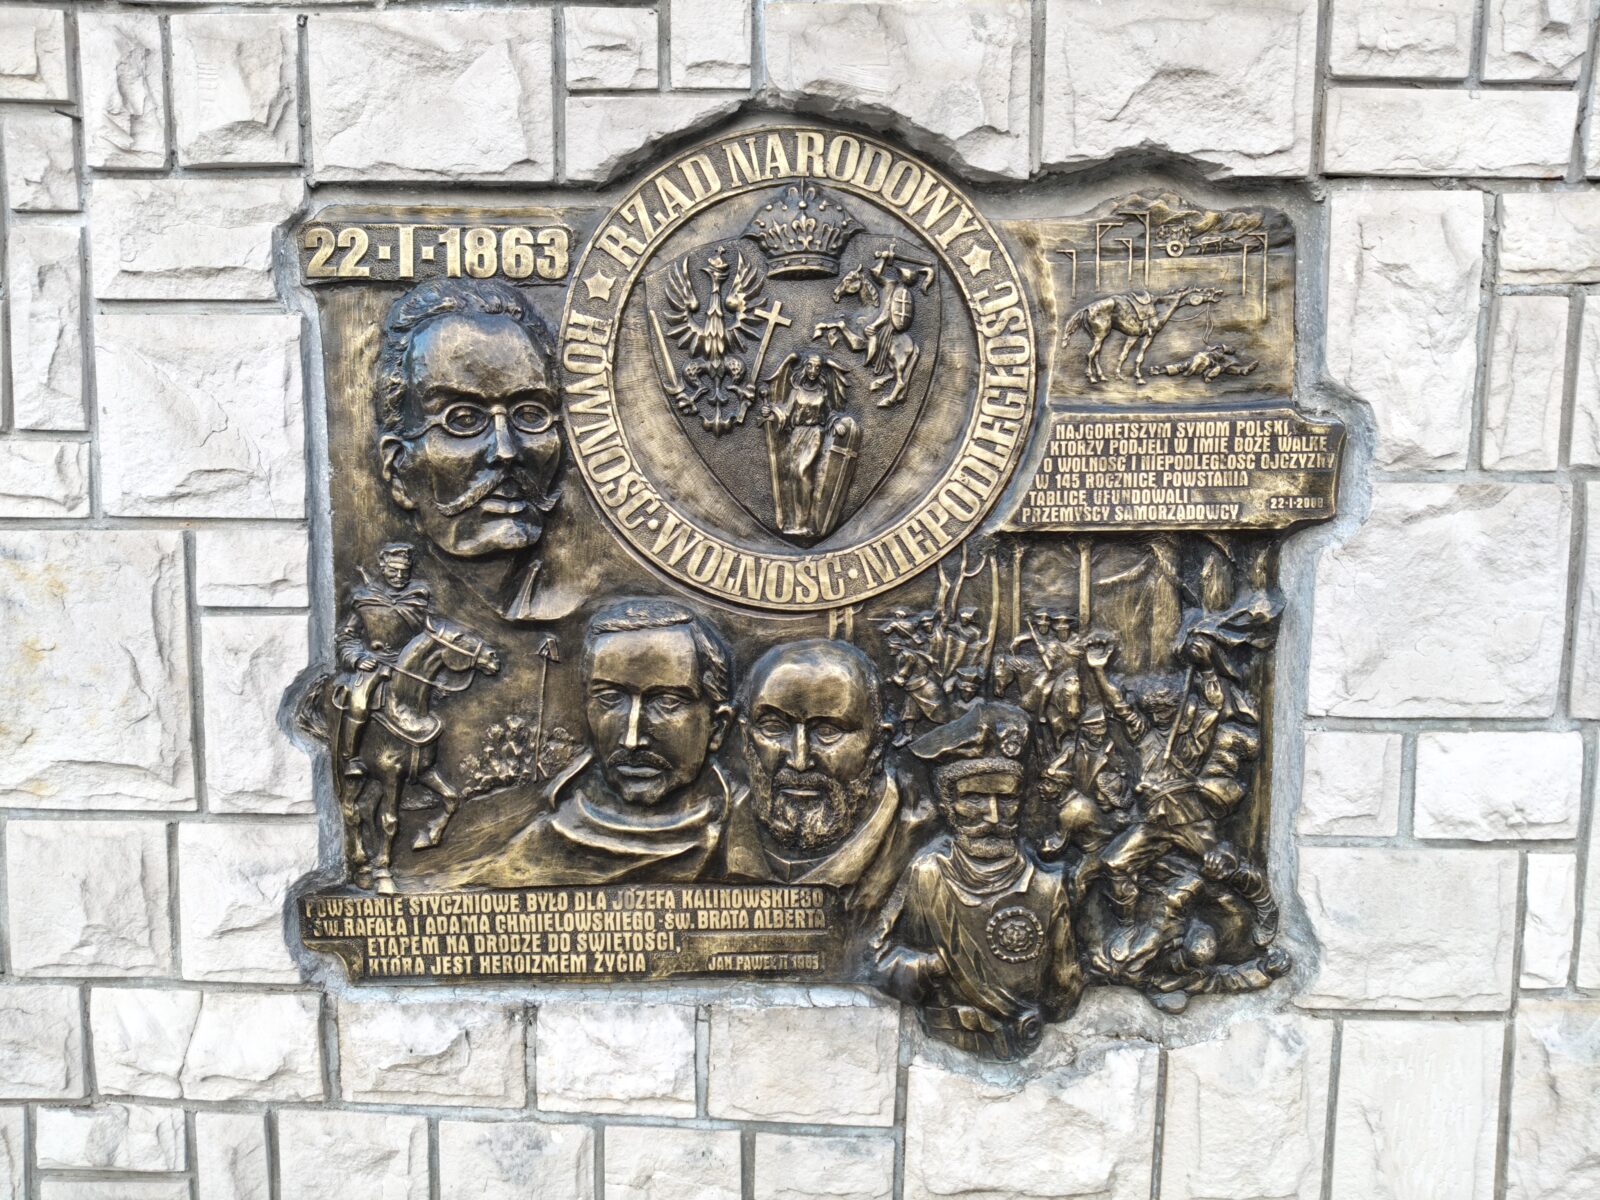 22·I·1863
RZĄD NARODOWY
RÓWNOŚĆ·WOLNOŚĆ·NIEPODLEGŁOŚĆ
NAJGORĘTSZYM SYNOM POLSKI,
KTÓRZY PODJĘLI W IMIĘ BOŻE WALKĘ
O WOLNOŚĆ I NIEPODLEGŁOŚĆ OJCZYZNY
W 145 ROCZNICĘ POWSTANIA
TABLICĘ UFUNDOWALI
PRZEMYSCY SAMORZĄDOWCY 22-I-2008
POWSTANIE STYCZNIOWE BYŁO DLA JÓZEFA KALINOWSKIEGO
ŚW. RAFAŁA I ADAMA CHMIELOWSKIEGO - ŚW. BRATA ALBERTA
ETAPEM NA DRODZE DO ŚWIĘTOŚCI,
KTÓRA JEST HEROIZMEM ŻYCIA
JAN PAWEŁ II